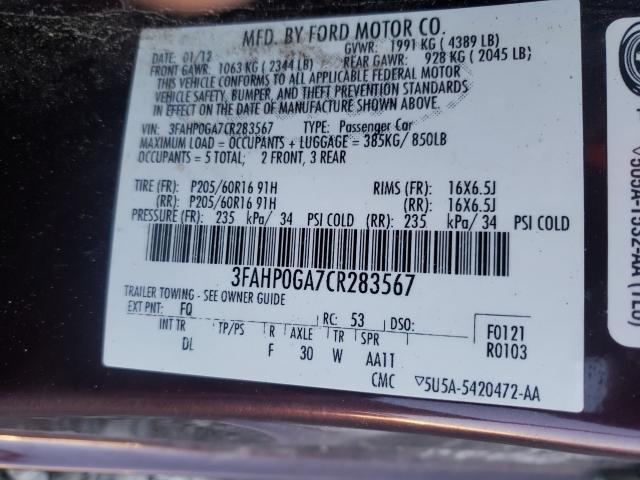 MFD. BY FORD MOTOR CO.
DATE: 01/12 GVWR: 1991 KG (4389 LB)
FRONT GAWR: 1063 KG (2344 LB) REAR GAWR: 928 KG (2045 LB)
THIS VEHICLE CONFORMS TO ALL APPLICABLE FEDERAL MOTOR
VEHICLE SAFETY, BUMPER, AND THEFT PREVENTION STANDARDS
IN EFFECT ON THE DATE OF MANUFACTURE SHOWN ABOVE.
VIN: 3FAHP0GA7CR283567 TYPE: Passenger Car
MAXIMUM LOAD = OCCUPANTS + LUGGAGE = 385KG/ 850LB
OCCUPANTS = 5 TOTAL; 2 FRONT, 3 REAR
TIRE (FR): P205/60R16 91H RIMS (FR): 16X6.5J
(RR): P205/60R16 91H (RR): 16X6.5J
PRESSURE (FR): 235 kPa/ 34 PSI COLD (RR): 235 kPa/ 34 PSI COLD
3FAHP0GA7CR283567
TRAILER TOWING - SEE OWNER GUIDE
EXT PNT: FQ RC: 53 DSO:
INT TR TP/PS R AXLE TR SPR
DL F 30 W AA11
F0121
R0103
CMC ▽5U5A-5420472-AA